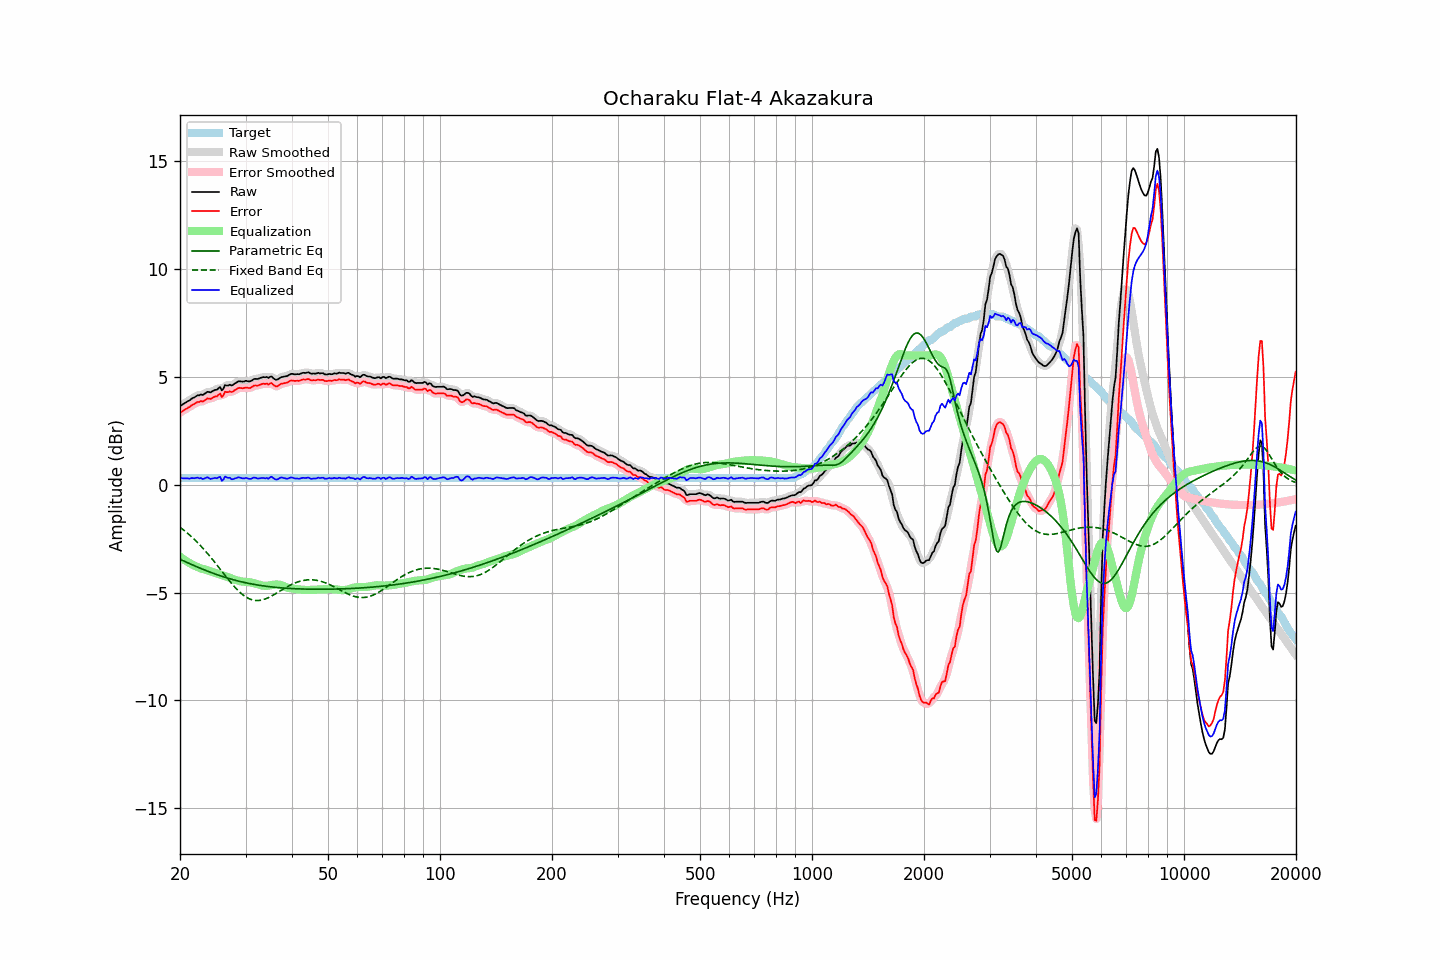 Ocharaku Flat-4 Akazakura
Target
Raw Smoothed
Error Smoothed
Raw
Error
Equalization
Parametric Eq
Fixed Band Eq
Equalized
15
10
5
0
−5
−10
−15
Amplitude (dBr)
20 50 100 200 500 1000 2000 5000 10000 20000
Frequency (Hz)